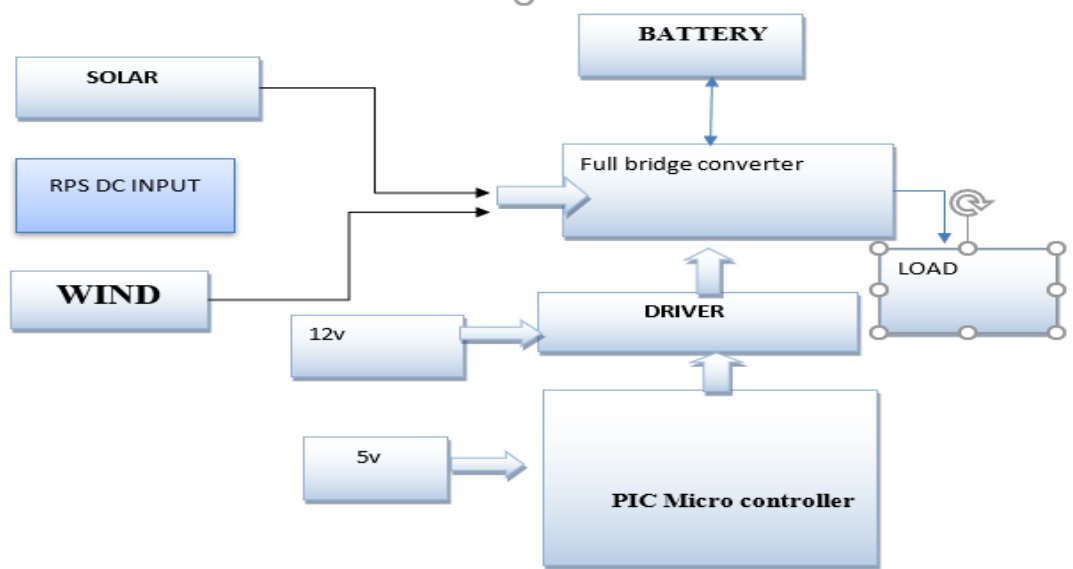 BATTERY
SOLAR
Full bridge converter
RPS DC INPUT
LOAD
WIND
DRIVER
12v
5v
PIC Micro controller